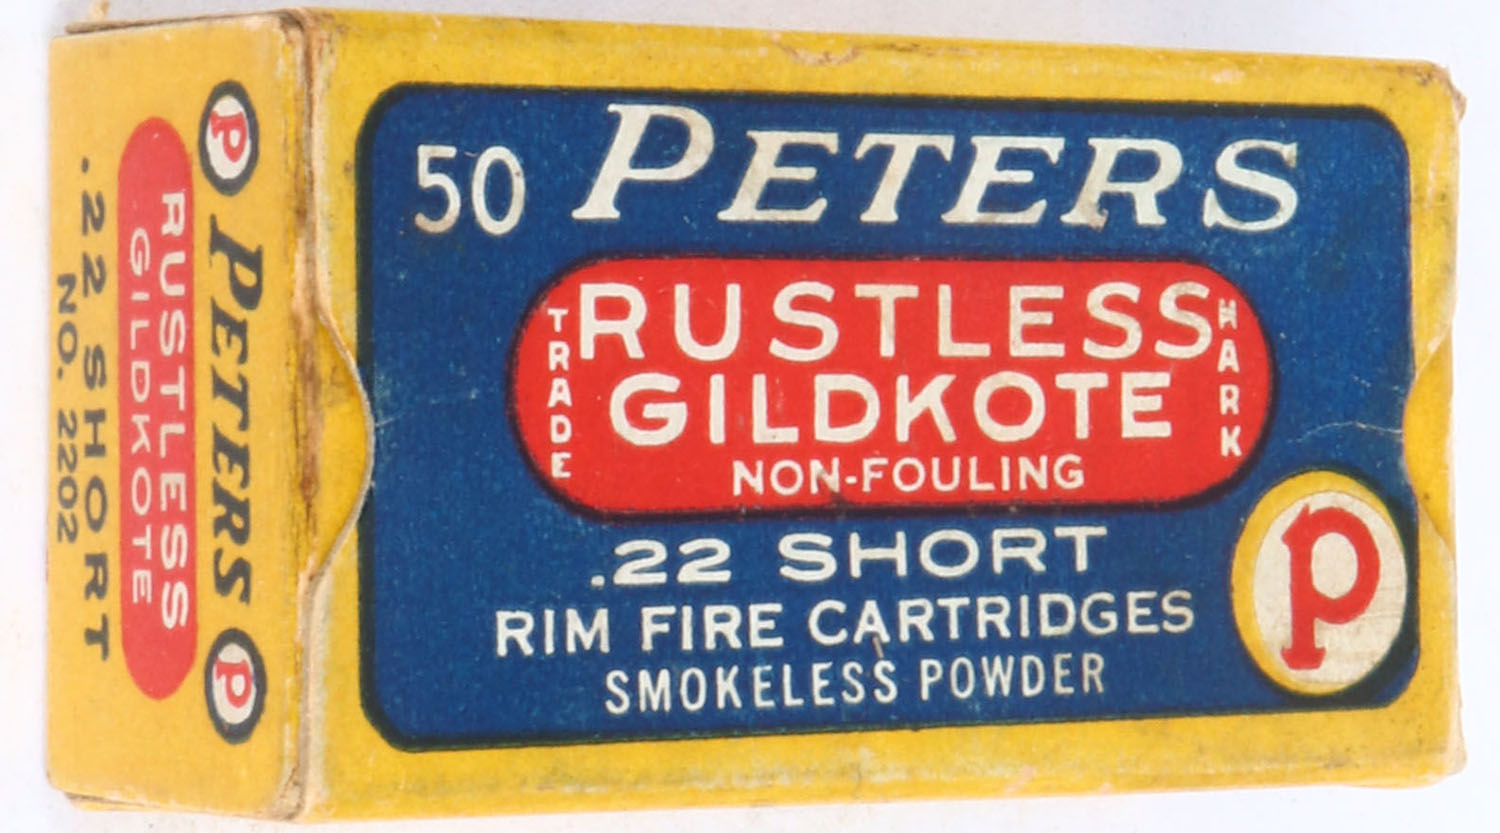 50 PETERS
TRADE
MARK
RUSTLESS
GILDKOTE
NON-FOULING
.22 SHORT
RIM FIRE CARTRIDGES
SMOKELESS POWDER
P
P PETERS P
RUSTLESS
GILDKOTE
.22 SHORT
NO. 2202